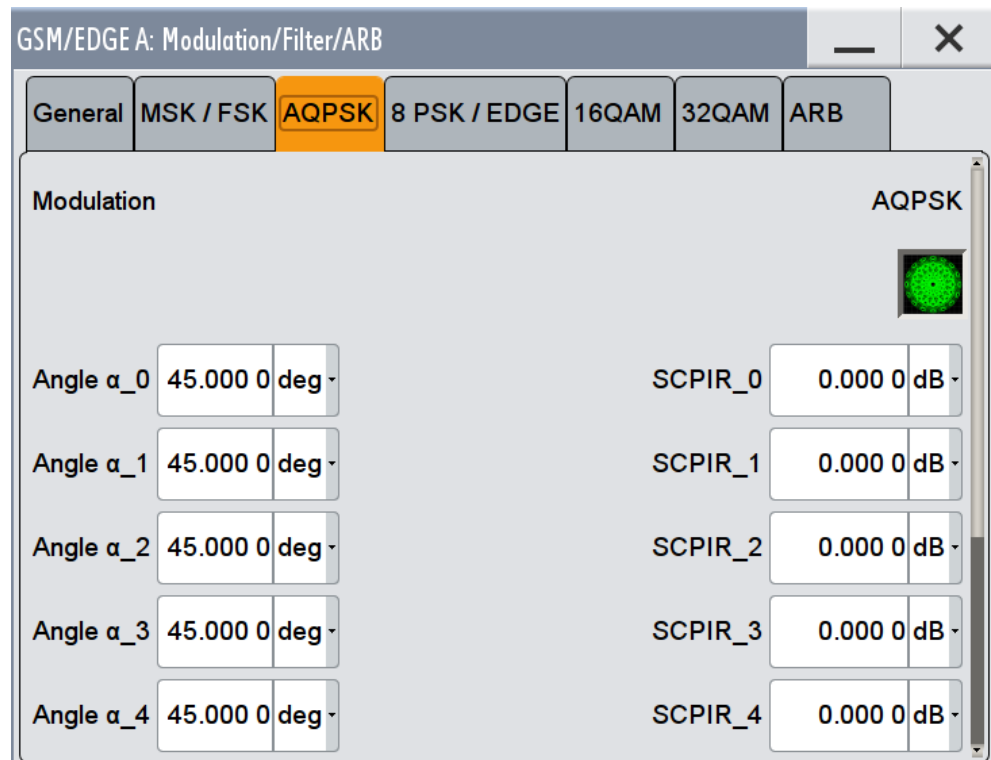 GSM/EDGE A: Modulation/Filter/ARB
General MSK / FSK AQPSK 8 PSK / EDGE 16QAM 32QAM ARB
Modulation AQPSK
Angle α_0 45.000 0 deg SCPIR_0 0.000 0 dB
Angle α_1 45.000 0 deg SCPIR_1 0.000 0 dB
Angle α_2 45.000 0 deg SCPIR_2 0.000 0 dB
Angle α_3 45.000 0 deg SCPIR_3 0.000 0 dB
Angle α_4 45.000 0 deg SCPIR_4 0.000 0 dB